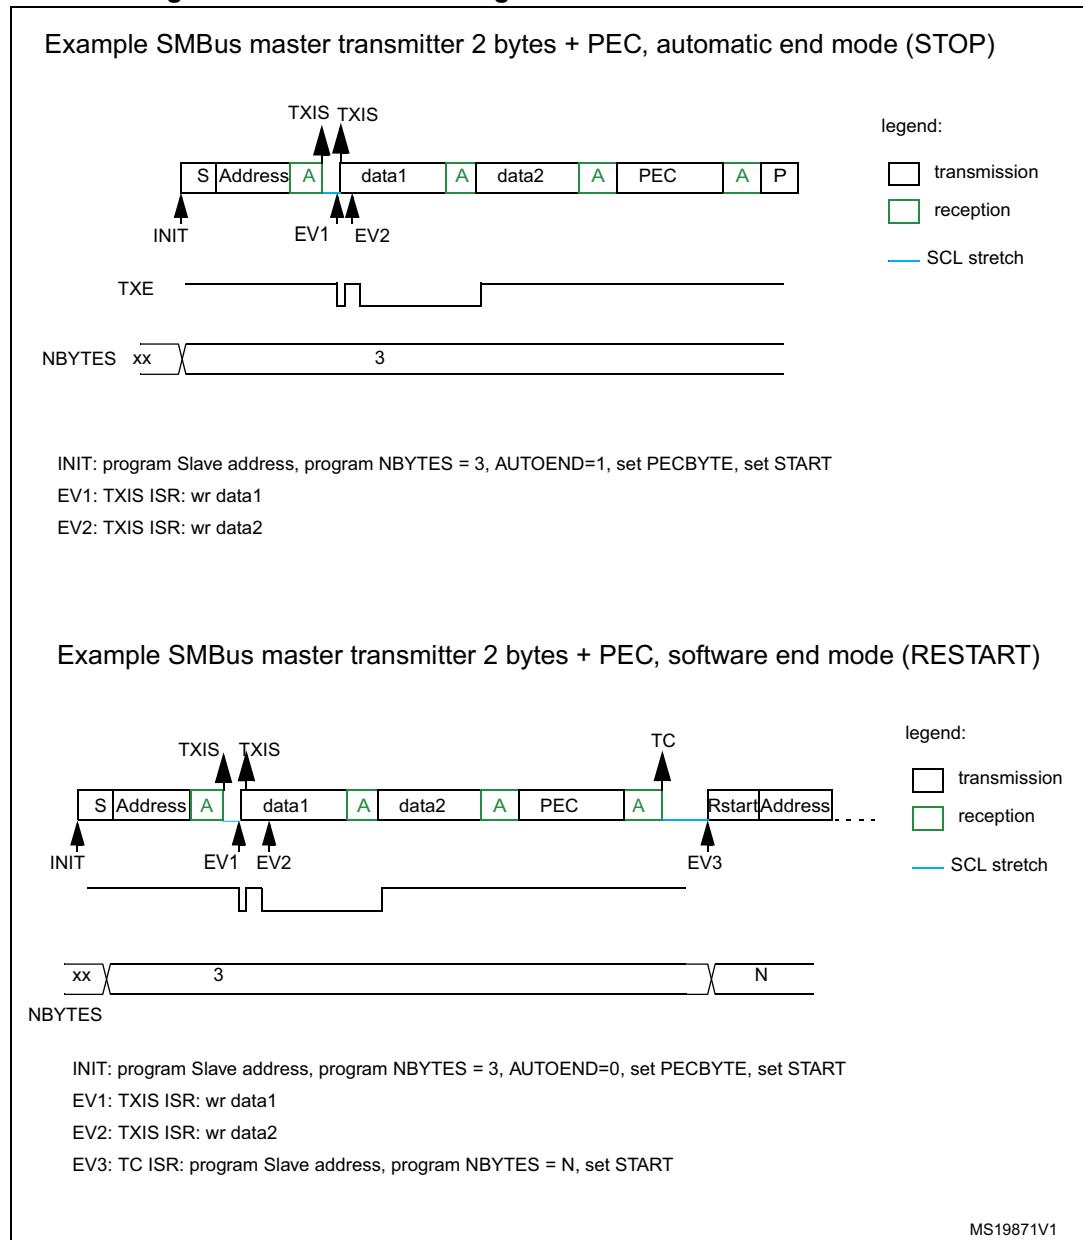 Example SMBus master transmitter 2 bytes + PEC, automatic end mode (STOP)
TXIS TXIS
legend:
S Address A data1 A data2 A PEC A P
transmission
reception
INIT EV1 EV2
SCL stretch
TXE
NBYTES xx 3
INIT: program Slave address, program NBYTES = 3, AUTOEND=1, set PECBYTE, set START
EV1: TXIS ISR: wr data1
EV2: TXIS ISR: wr data2
Example SMBus master transmitter 2 bytes + PEC, software end mode (RESTART)
legend:
TXIS TXIS TC
transmission
S Address A data1 A data2 A PEC A Rstart Address
reception
INIT EV1 EV2 EV3
SCL stretch
xx 3 N
NBYTES
INIT: program Slave address, program NBYTES = 3, AUTOEND=0, set PECBYTE, set START
EV1: TXIS ISR: wr data1
EV2: TXIS ISR: wr data2
EV3: TC ISR: program Slave address, program NBYTES = N, set START
MS19871V1